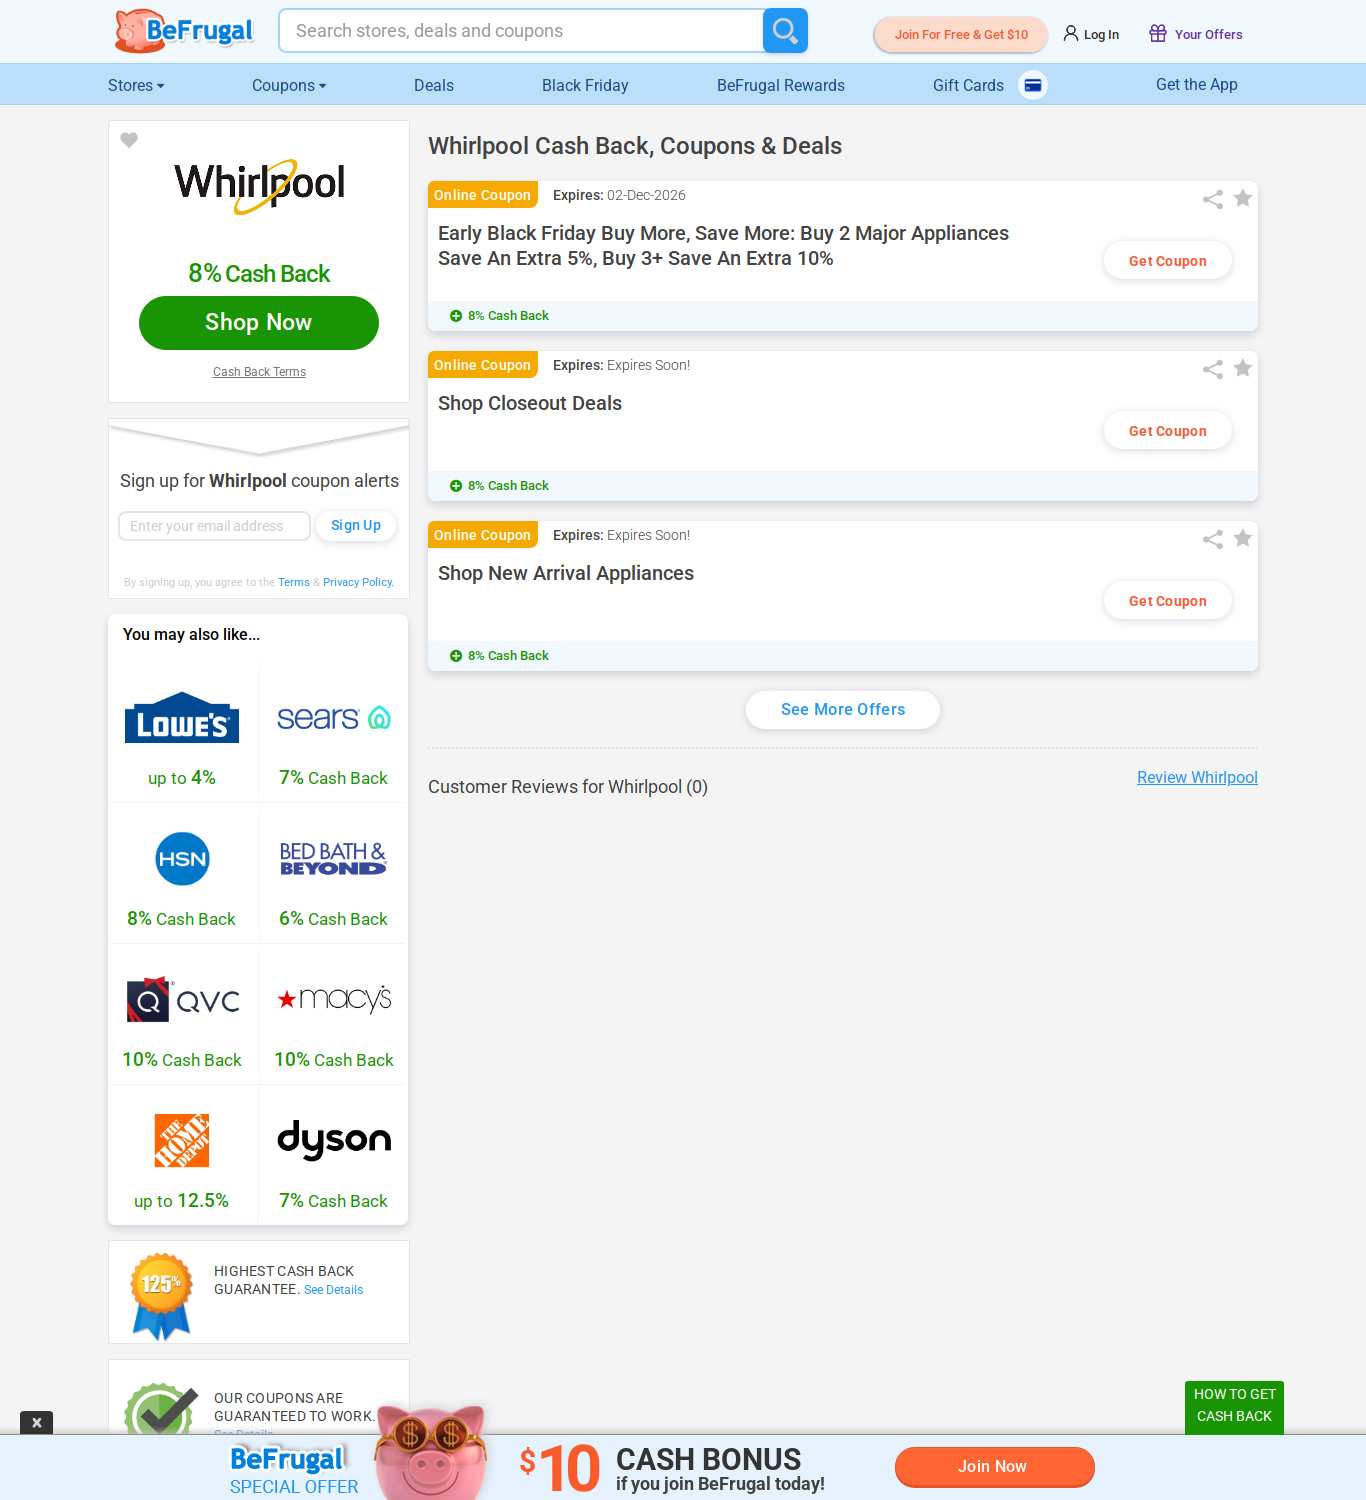 BeFrugal
Search stores, deals and coupons
Join For Free & Get $10
Log In
Your Offers
Stores
Coupons
Deals
Black Friday
BeFrugal Rewards
Gift Cards
Get the App
Whirlpool
8% Cash Back
Shop Now
Cash Back Terms
Sign up for Whirlpool coupon alerts
Enter your email address
Sign Up
By signing up, you agree to the Terms & Privacy Policy.
You may also like...
LOWE'S
sears
up to 4%
7% Cash Back
HSN
BED BATH &
BEYOND
8% Cash Back
6% Cash Back
Q QVC
macy's
10% Cash Back
10% Cash Back
THE
HOME
DEPOT
dyson
up to 12.5%
7% Cash Back
125%
HIGHEST CASH BACK
GUARANTEE. See Details
OUR COUPONS ARE
GUARANTEED TO WORK.
See Details
Whirlpool Cash Back, Coupons & Deals
Online Coupon
Expires: 02-Dec-2026
Early Black Friday Buy More, Save More: Buy 2 Major Appliances
Save An Extra 5%, Buy 3+ Save An Extra 10%
Get Coupon
8% Cash Back
Online Coupon
Expires: Expires Soon!
Shop Closeout Deals
Get Coupon
8% Cash Back
Online Coupon
Expires: Expires Soon!
Shop New Arrival Appliances
Get Coupon
8% Cash Back
See More Offers
Customer Reviews for Whirlpool (0)
Review Whirlpool
HOW TO GET
CASH BACK
x
BeFrugal
SPECIAL OFFER
$ $
$10
CASH BONUS
if you join BeFrugal today!
Join Now